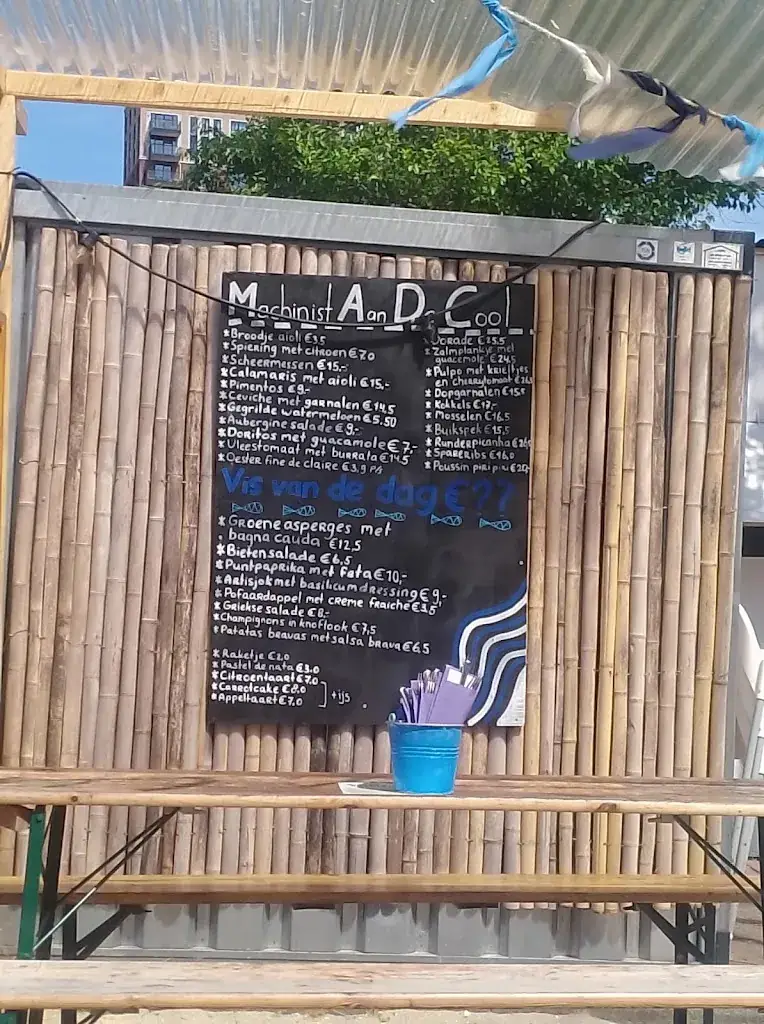 Machinist Aan De Cool
* Broodje aioli €3,5
* Spiering met citroen €7,0
* Scheermessen €15,-
* Calamaris met aioli €15,-
* Pimentos €9,-
* Ceviche met garnalen €14,5
* Gegrilde watermeloen €5,50
* Aubergine salade €9,-
* Doritos met guacamole €7,-
* Vleestomaat met burrata €14,5
* Oester fine de claire €3,9 P/s
* Dorade €23,5
* Zalmplankje met
guacamole €24,5
* Pulpo met krieltjes
en cherrytomaat
* Dopgarnalen €15,5
* Kokkels €17,-
* Mosselen €16,5
* Buikspek €15,5
* Runderpicanha
* Spareribs €16,0
* Poussin piri piri
Vis van de dag €??
* Groene asperges met
bagna cauda €12,5
* Bietensalade €6,5
* Puntpaprika met fata €10,-
* Artisjok met basilicumdressing €9,-
* Pofaardappel met creme fraiche €3,5
* Griekse salade €8,-
* Champignons in knoflook €7,5
* Patatas bravas met salsa brava €6,5
* Raketje €2,0
* Pastel de nata €3,0
* Citroentaart €7,0
* Carrotcake €8,0
* Appeltaart €7,0
+ijs